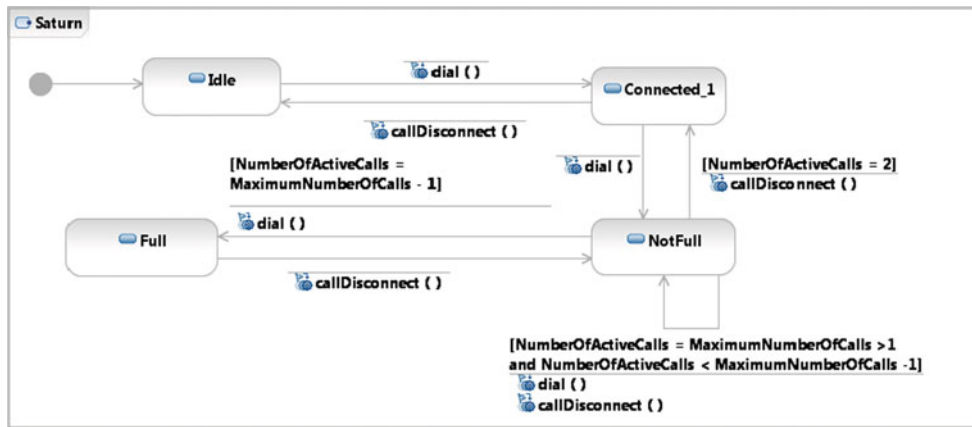 Saturn
Idle
dial ( )
Connected_1
callDisconnect ( )
[NumberOfActiveCalls =
MaximumNumberOfCalls - 1]
dial ( )
[NumberOfActiveCalls = 2]
callDisconnect ( )
dial ( )
Full
NotFull
callDisconnect ( )
[NumberOfActiveCalls = MaximumNumberOfCalls >1
and NumberOfActiveCalls < MaximumNumberOfCalls -1]
dial ( )
callDisconnect ( )